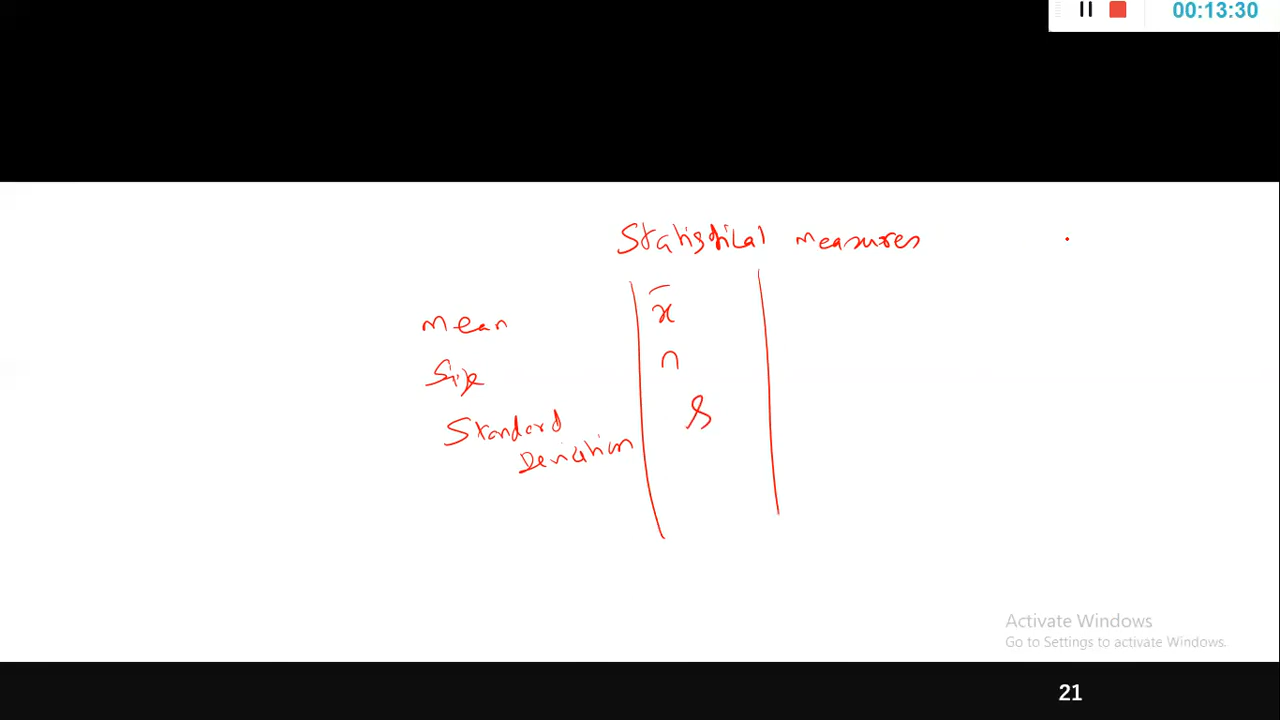 00:13:30
Statistical measures
mean x̄
Size n
Standard s
Deviation
Activate Windows
Go to Settings to activate Windows.
21